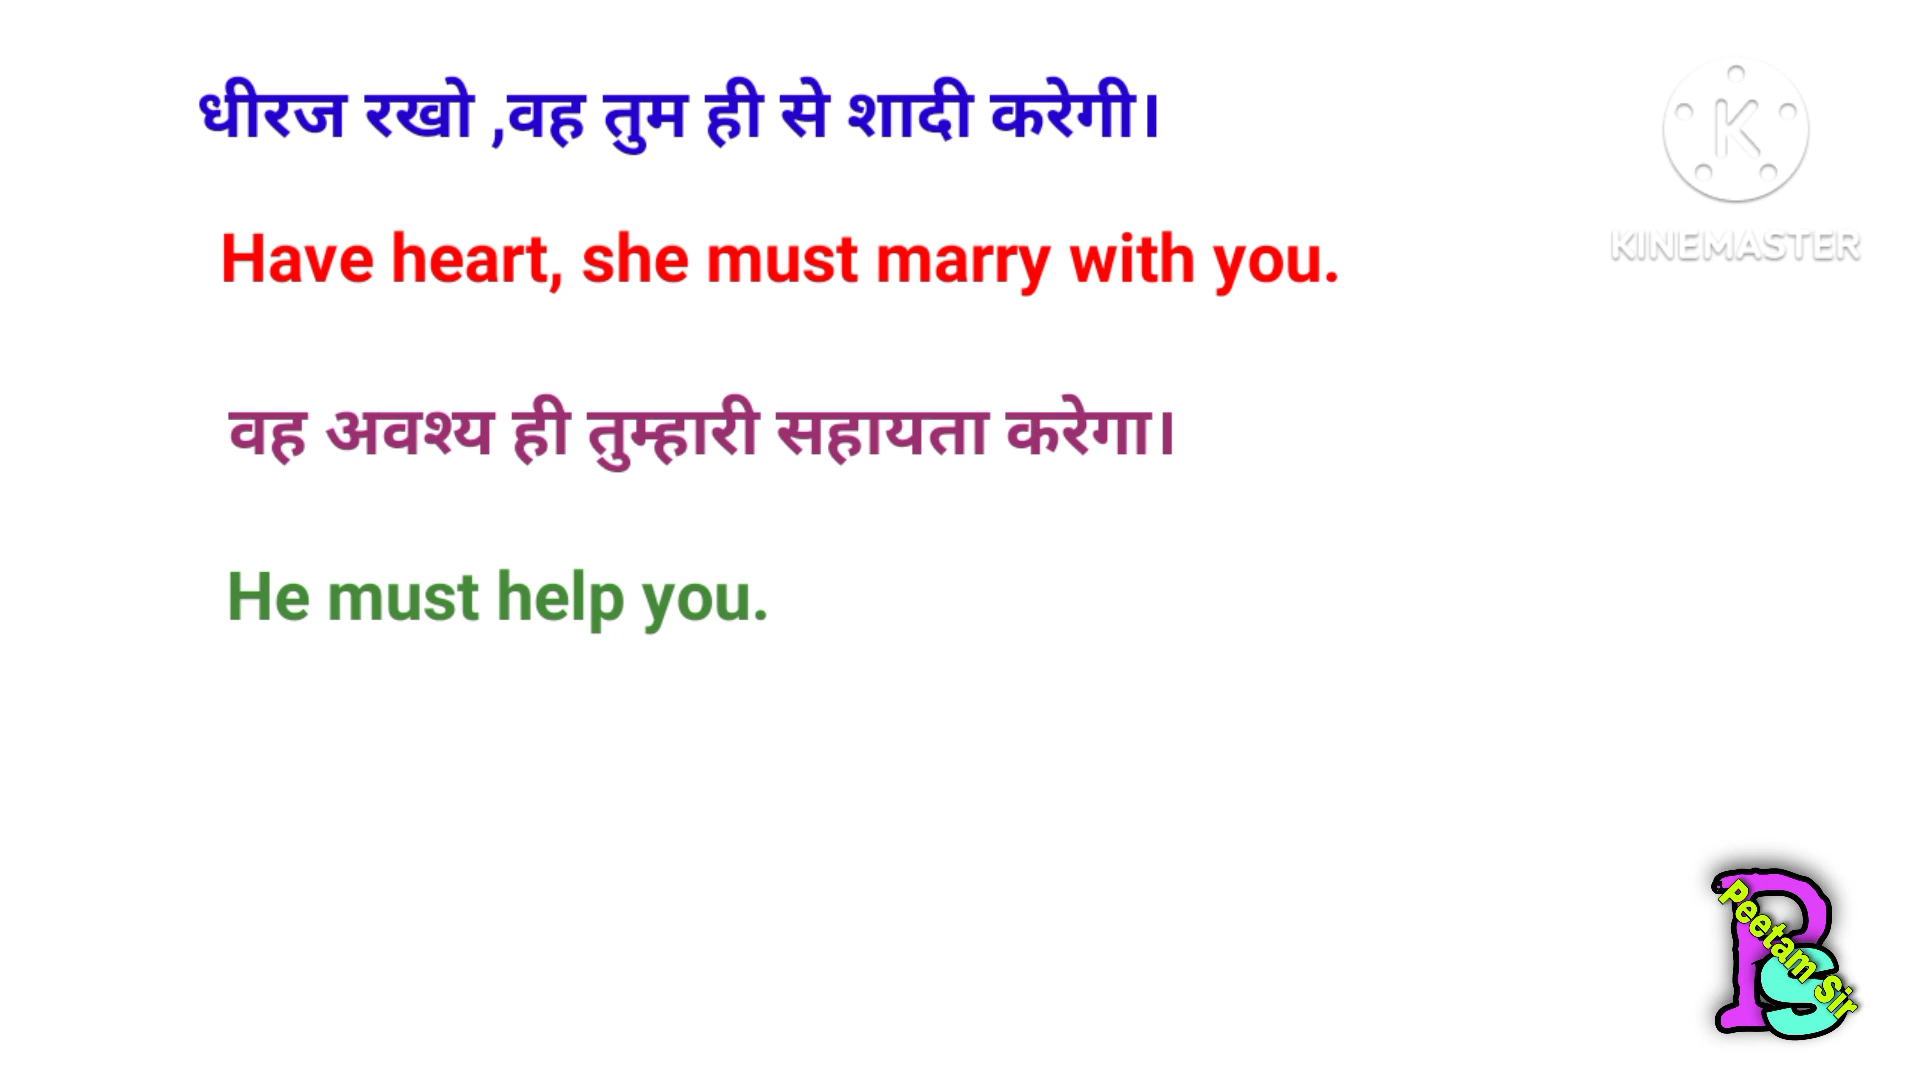 धीरज रखो ,वह तुम ही से शादी करेगी।
Have heart, she must marry with you.
वह अवश्य ही तुम्हारी सहायता करेगा।
He must help you.
K
KINEMASTER
PS
Peetam Sir